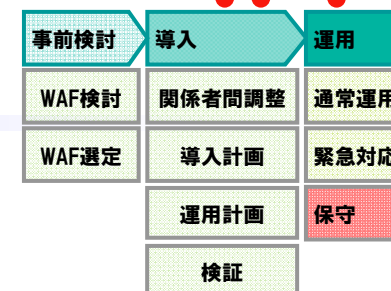 事前検討 導入 運用
WAF検討 関係者間調整 通常運用
WAF選定 導入計画 緊急対応
運用計画 保守
検証